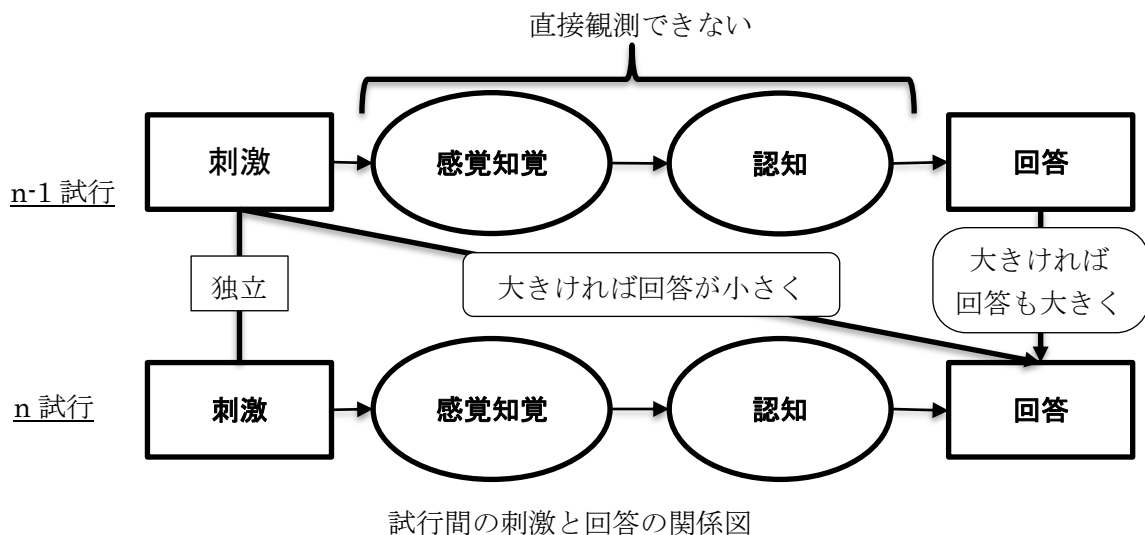 直接観測できない
刺激
感覚知覚
認知
回答
n-1 試行
独立
大きければ回答が小さく
大きければ
回答も大きく
n 試行
刺激
感覚知覚
認知
回答
試行間の刺激と回答の関係図